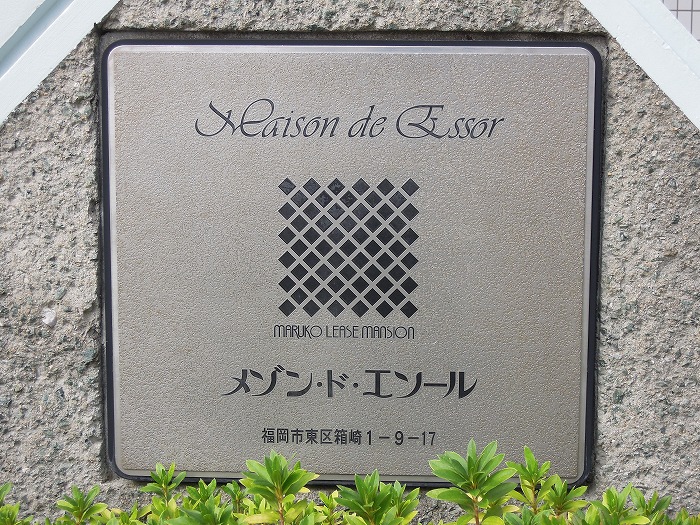 Maison de Essor
MARUKO LEASE MANSION
メゾン・ド・エソール
福岡市東区箱崎1-9-17